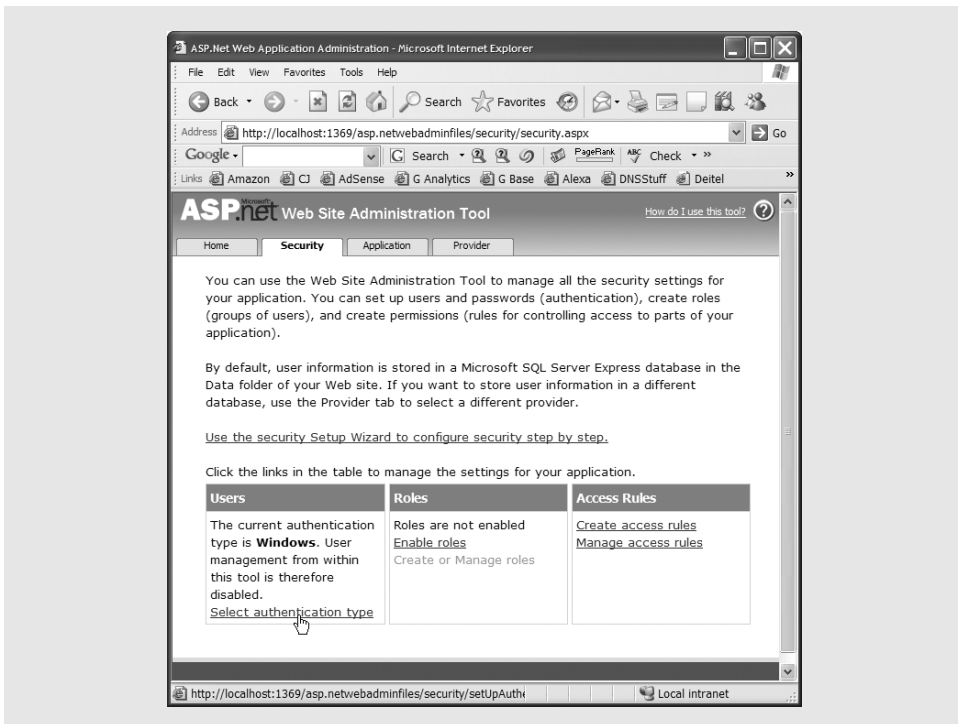 ASP.Net Web Application Administration - Microsoft Internet Explorer
File Edit View Favorites Tools Help
Back Search Favorites
Address http://localhost:1369/asp.netwebadminfiles/security/security.aspx Go
Google Search PageRank ABC Check »
Links Amazon CJ AdSense G Analytics G Base Alexa DNSStuff Deitel »
Microsoft
ASP.net Web Site Administration Tool How do I use this tool? ?
Home Security Application Provider
You can use the Web Site Administration Tool to manage all the security settings for
your application. You can set up users and passwords (authentication), create roles
(groups of users), and create permissions (rules for controlling access to parts of your
application).
By default, user information is stored in a Microsoft SQL Server Express database in the
Data folder of your Web site. If you want to store user information in a different
database, use the Provider tab to select a different provider.
Use the security Setup Wizard to configure security step by step.
Click the links in the table to manage the settings for your application.
Users Roles Access Rules
The current authentication Roles are not enabled Create access rules
type is Windows. User Enable roles Manage access rules
management from within Create or Manage roles
this tool is therefore
disabled.
Select authentication type
http://localhost:1369/asp.netwebadminfiles/security/setUpAuthe Local intranet